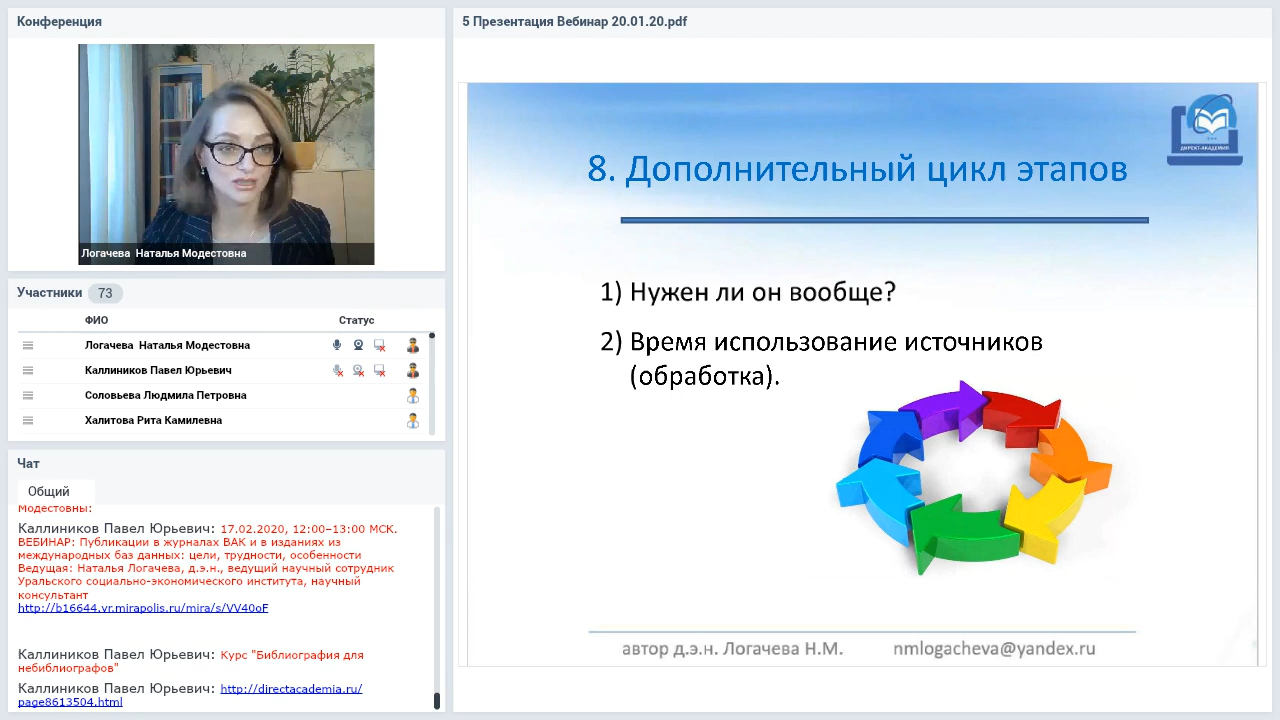 Конференция
Логачева  Наталья Модестовна
Участники 73
ФИО Статус
Логачева  Наталья Модестовна
Каллиников Павел Юрьевич
Соловьева Людмила Петровна
Халитова Рита Камилевна
Чат
Общий
Модестовны:
Каллиников Павел Юрьевич: 17.02.2020, 12:00–13:00 МСК.
ВЕБИНАР: Публикации в журналах ВАК и в изданиях из
международных баз данных: цели, трудности, особенности
Ведущая: Наталья Логачева, д.э.н., ведущий научный сотрудник
Уральского социально-экономического института, научный
консультант
http://b16644.vr.mirapolis.ru/mira/s/VV40oF
Каллиников Павел Юрьевич: Курс "Библиография для
небиблиографов"
Каллиников Павел Юрьевич: http://directacademia.ru/
page8613504.html
5 Презентация Вебинар 20.01.20.pdf
ДИРЕКТ-АКАДЕМИЯ
8. Дополнительный цикл этапов
1) Нужен ли он вообще?
2) Время использование источников
(обработка).
автор д.э.н. Логачева Н.М. nmlogacheva@yandex.ru